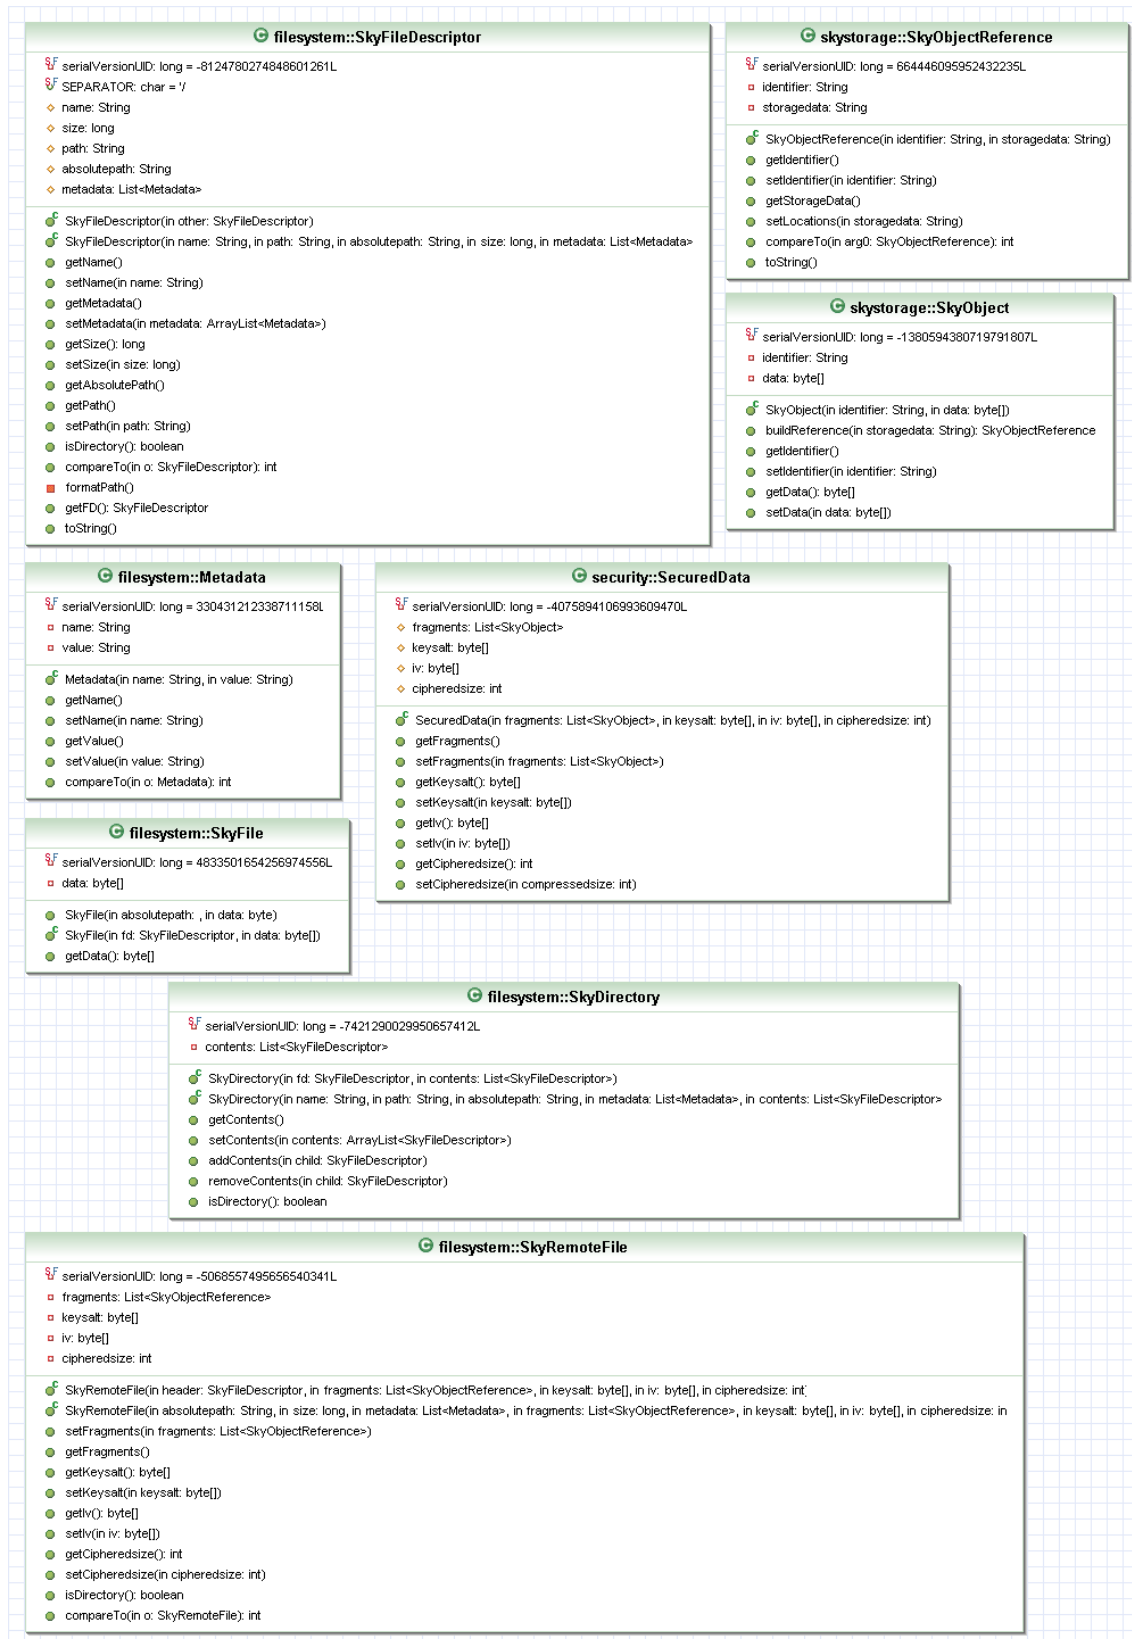 filesystem::SkyFileDescriptor
serialVersionUID: long = -8124780274848601261L
SEPARATOR: char = '/
name: String
size: long
path: String
absolutepath: String
metadata: List<Metadata>
SkyFileDescriptor(in other: SkyFileDescriptor)
SkyFileDescriptor(in name: String, in path: String, in absolutepath: String, in size: long, in metadata: List<Metadata>
getName()
setName(in name: String)
getMetadata()
setMetadata(in metadata: ArrayList<Metadata>)
getSize(): long
setSize(in size: long)
getAbsolutePath()
getPath()
setPath(in path: String)
isDirectory(): boolean
compareTo(in o: SkyFileDescriptor): int
formatPath()
getFD(): SkyFileDescriptor
toString()
skystorage::SkyObjectReference
serialVersionUID: long = 664446095952432235L
identifier: String
storagedata: String
SkyObjectReference(in identifier: String, in storagedata: String)
getIdentifier()
setIdentifier(in identifier: String)
getStorageData()
setLocations(in storagedata: String)
compareTo(in arg0: SkyObjectReference): int
toString()
skystorage::SkyObject
serialVersionUID: long = -1380594380719791807L
identifier: String
data: byte[]
SkyObject(in identifier: String, in data: byte[])
buildReference(in storagedata: String): SkyObjectReference
getIdentifier()
setIdentifier(in identifier: String)
getData(): byte[]
setData(in data: byte[])
filesystem::Metadata
serialVersionUID: long = 330431212338711158L
name: String
value: String
Metadata(in name: String, in value: String)
getName()
setName(in name: String)
getValue()
setValue(in value: String)
compareTo(in o: Metadata): int
security::SecuredData
serialVersionUID: long = -4075894106993609470L
fragments: List<SkyObject>
keysalt: byte[]
iv: byte[]
cipheredsize: int
SecuredData(in fragments: List<SkyObject>, in keysalt: byte[], in iv: byte[], in cipheredsize: int)
getFragments()
setFragments(in fragments: List<SkyObject>)
getKeysalt(): byte[]
setKeysalt(in keysalt: byte[])
getIv(): byte[]
setIv(in iv: byte[])
getCipheredsize(): int
setCipheredsize(in compressedsize: int)
filesystem::SkyFile
serialVersionUID: long = 4833501654256974556L
data: byte[]
SkyFile(in absolutepath: , in data: byte)
SkyFile(in fd: SkyFileDescriptor, in data: byte[])
getData(): byte[]
filesystem::SkyDirectory
serialVersionUID: long = -7421290029950657412L
contents: List<SkyFileDescriptor>
SkyDirectory(in fd: SkyFileDescriptor, in contents: List<SkyFileDescriptor>)
SkyDirectory(in name: String, in path: String, in absolutepath: String, in metadata: List<Metadata>, in contents: List<SkyFileDescriptor>
getContents()
setContents(in contents: ArrayList<SkyFileDescriptor>)
addContents(in child: SkyFileDescriptor)
removeContents(in child: SkyFileDescriptor)
isDirectory(): boolean
filesystem::SkyRemoteFile
serialVersionUID: long = -5068557495656540341L
fragments: List<SkyObjectReference>
keysalt: byte[]
iv: byte[]
cipheredsize: int
SkyRemoteFile(in header: SkyFileDescriptor, in fragments: List<SkyObjectReference>, in keysalt: byte[], in iv: byte[], in cipheredsize: int)
SkyRemoteFile(in absolutepath: String, in size: long, in metadata: List<Metadata>, in fragments: List<SkyObjectReference>, in keysalt: byte[], in iv: byte[], in cipheredsize: in
setFragments(in fragments: List<SkyObjectReference>)
getFragments()
getKeysalt(): byte[]
setKeysalt(in keysalt: byte[])
getIv(): byte[]
setIv(in iv: byte[])
getCipheredsize(): int
setCipheredsize(in cipheredsize: int)
isDirectory(): boolean
compareTo(in o: SkyRemoteFile): int